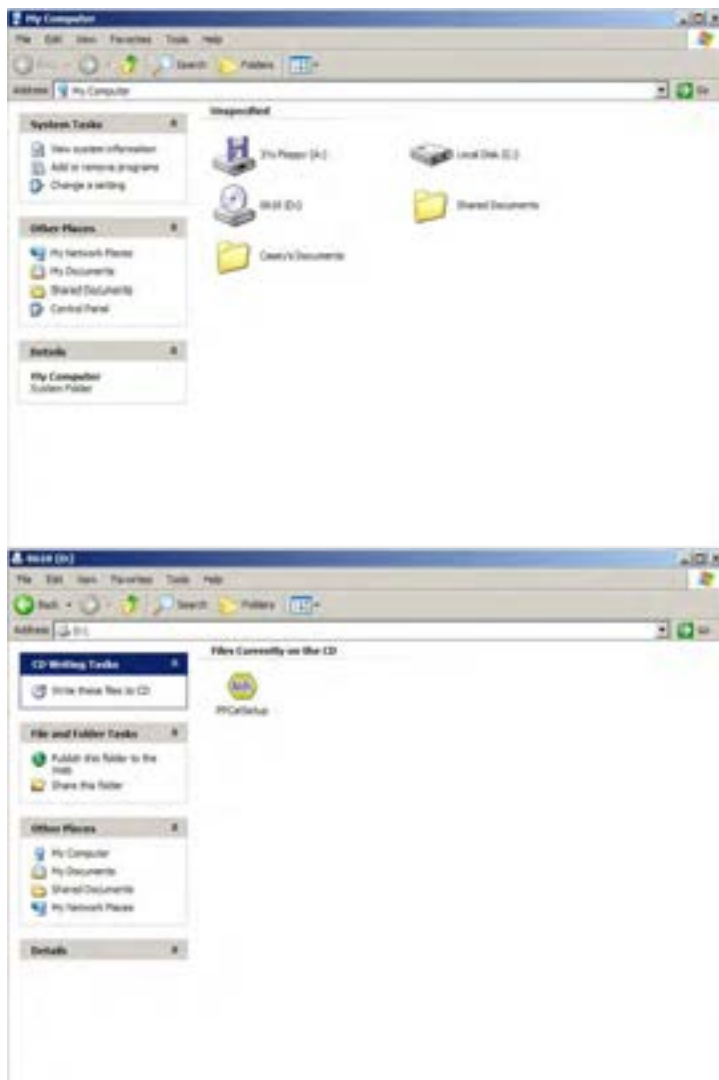 My Computer
File Edit View Favorites Tools Help
Search Folders
Address My Computer Go
System Tasks
View system information
Add or remove programs
Change a setting
Other Places
My Network Places
My Documents
Shared Documents
Control Panel
Details
My Computer
System Folder
Unspecified
3½ Floppy (A:)
Local Disk (C:)
(D:)
Shared Documents
Casey's Documents
(D:)
File Edit View Favorites Tools Help
Back Search Folders
Address D:\ Go
CD Writing Tasks
Write these files to CD
File and Folder Tasks
Publish this folder to the
Web
Share this folder
Other Places
My Computer
My Documents
Shared Documents
My Network Places
Details
Files Currently on the CD